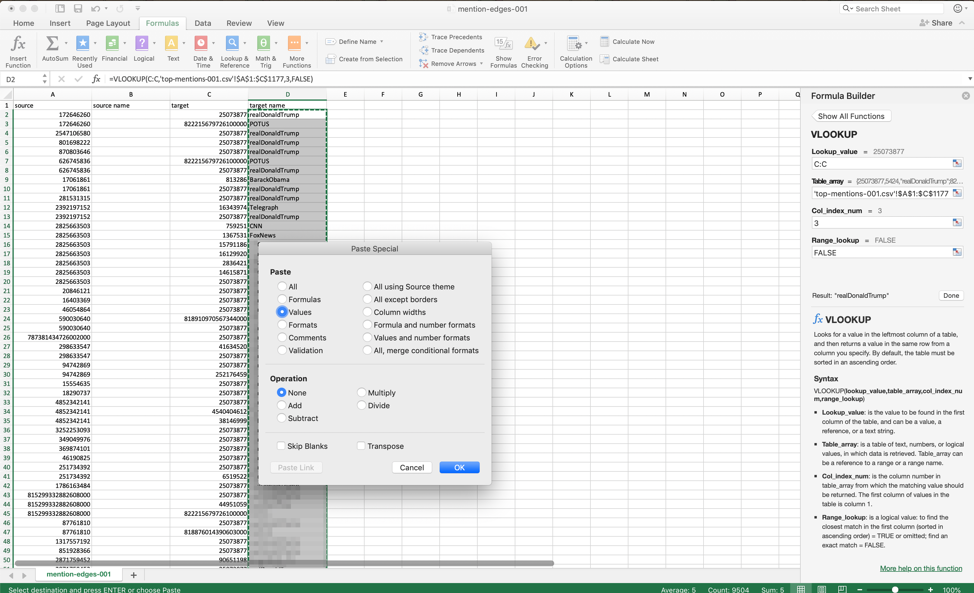 mention-edges-001
Search Sheet
Home Insert Page Layout Formulas Data Review View
Share
Insert Function
AutoSum
Recently Used
Financial
Logical
Text
Date & Time
Lookup & Reference
Math & Trig
More Functions
Define Name
Create from Selection
Trace Precedents
Trace Dependents
Remove Arrows
Show Formulas
Error Checking
Calculation Options
Calculate Now
Calculate Sheet
D2 fx =VLOOKUP(C:C,'top-mentions-001.csv'!$A$1:$C$1177,3,FALSE)
A B C D E F G H I J K L M N O P Q
1 source source name target target name
2 172646260 25073877 realDonaldTrump
3 172646260 822215679726100000 POTUS
4 2547106580 25073877 realDonaldTrump
5 801698222 25073877 realDonaldTrump
6 870803646 25073877 realDonaldTrump
7 626745836 822215679726100000 POTUS
8 626745836 25073877 realDonaldTrump
9 17061861 813286 BarackObama
10 17061861 25073877 realDonaldTrump
11 281531315 25073877 realDonaldTrump
12 2392197152 16343974 Telegraph
13 2392197152 25073877 realDonaldTrump
14 2825663503 759251 CNN
15 2825663503 1367531 FoxNews
16 2825663503 15791186
17 2825663503 16129920
18 2825663503 2836421
19 2825663503 14615871
20 2825663503 25073877
21 20846121 25073877
22 16403369 25073877
23 46054864 25073877
24 590030640 818910970567344000
25 590030640 25073877
26 787381434726002000 25073877
27 298633547 41634520
28 298633547 25073877
29 94742869 25073877
30 94742869 252176459
31 15554635 25073877
32 18290737 25073877
33 4852342141 25073877
34 4852342141 4540404612
35 4852342141 38146999
36 3252253093 25073877
37 349049976 25073877
38 369874101 25073877
39 46190825 25073877
40 251734392 25073877
41 251734392 6519522
42 1786163484 25073877
43 815299332882608000 25073877
44 815299332882608000 44951059
45 815299332882608000 822215679726100000
46 87761810 25073877
47 87761810 818876014390603000
48 1317557192 25073877
49 851928366 25073877
50 2871759452 90651198
Paste Special
Paste
All
Formulas
Values
Formats
Comments
Validation
All using Source theme
All except borders
Column widths
Formula and number formats
Values and number formats
All, merge conditional formats
Operation
None
Add
Subtract
Multiply
Divide
Skip Blanks
Transpose
Paste Link
Cancel
OK
Formula Builder
Show All Functions
VLOOKUP
Lookup_value = 25073877
C:C
Table_array = {25073877,5424,"realDonaldTrump";82...
'top-mentions-001.csv'!$A$1:$C$1177
Col_index_num = 3
3
Range_lookup = FALSE
FALSE
Result: "realDonaldTrump"
Done
fx VLOOKUP
Looks for a value in the leftmost column of a table,
and then returns a value in the same row from a
column you specify. By default, the table must be
sorted in an ascending order.
Syntax
VLOOKUP(lookup_value,table_array,col_index_nu
m,range_lookup)
• Lookup_value: is the value to be found in the first
column of the table, and can be a value, a
reference, or a text string.
• Table_array: is a table of text, numbers, or logical
values, in which data is retrieved. Table_array can
be a reference to a range or a range name.
• Col_index_num: is the column number in
table_array from which the matching value should
be returned. The first column of values in the
table is column 1.
• Range_lookup: is a logical value: to find the
closest match in the first column (sorted in
ascending order) = TRUE or omitted; find an
exact match = FALSE.
More help on this function
mention-edges-001
Select destination and press ENTER or choose Paste
Average: 5 Count: 9504 Sum: 5
100%